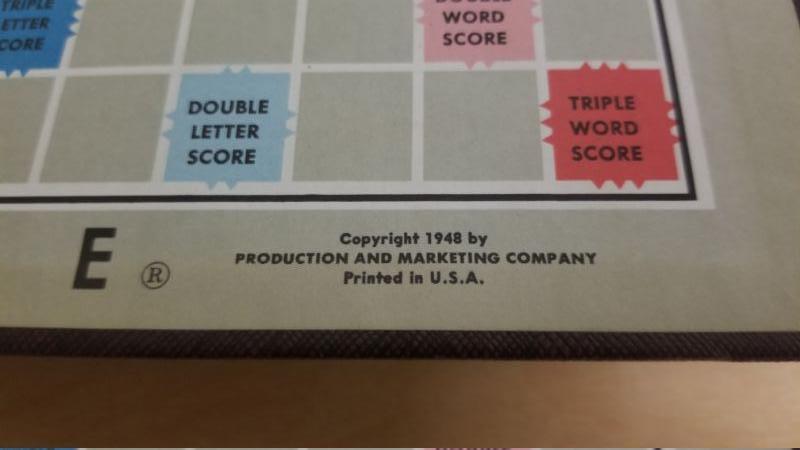 TRIPLE
LETTER
SCORE
DOUBLE
WORD
SCORE
DOUBLE
LETTER
SCORE
TRIPLE
WORD
SCORE
E ®
Copyright 1948 by
PRODUCTION AND MARKETING COMPANY
Printed in U.S.A.